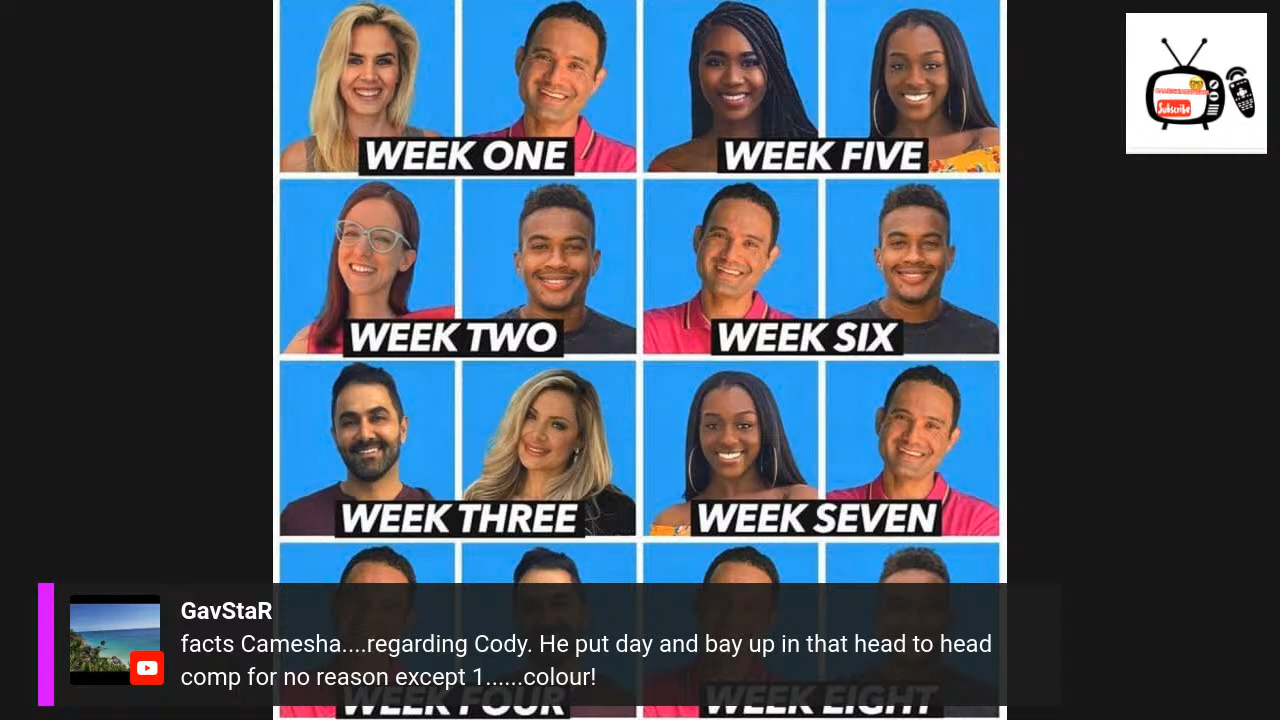 WEEK ONE
WEEK FIVE
WEEK TWO
WEEK SIX
WEEK THREE
WEEK SEVEN
WEEK FOUR
WEEK EIGHT
Subscribe
GavStaR
facts Camesha....regarding Cody. He put day and bay up in that head to head
comp for no reason except 1......colour!